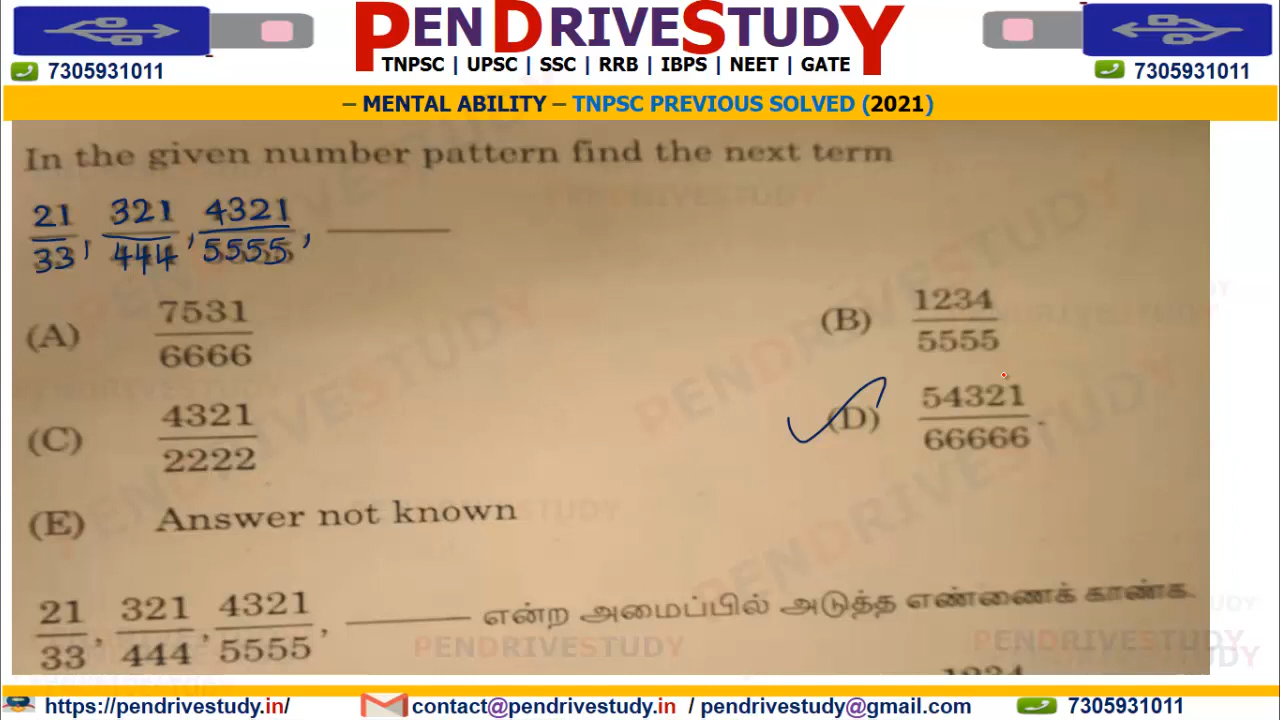 PENDRIVESTUDY
TNPSC | UPSC | SSC | RRB | IBPS | NEET | GATE
7305931011
7305931011
– MENTAL ABILITY – TNPSC PREVIOUS SOLVED (2021)
In the given number pattern find the next term
21/33, 321/444, 4321/5555, ________
(A) 7531/6666
(B) 1234/5555
(C) 4321/2222
(D) 54321/66666.
(E) Answer not known
21/33, 321/444, 4321/5555, ________ என்ற அமைப்பில் அடுத்த எண்ணைக் காண்க.
https://pendrivestudy.in/ contact@pendrivestudy.in / pendrivestudy@gmail.com 7305931011